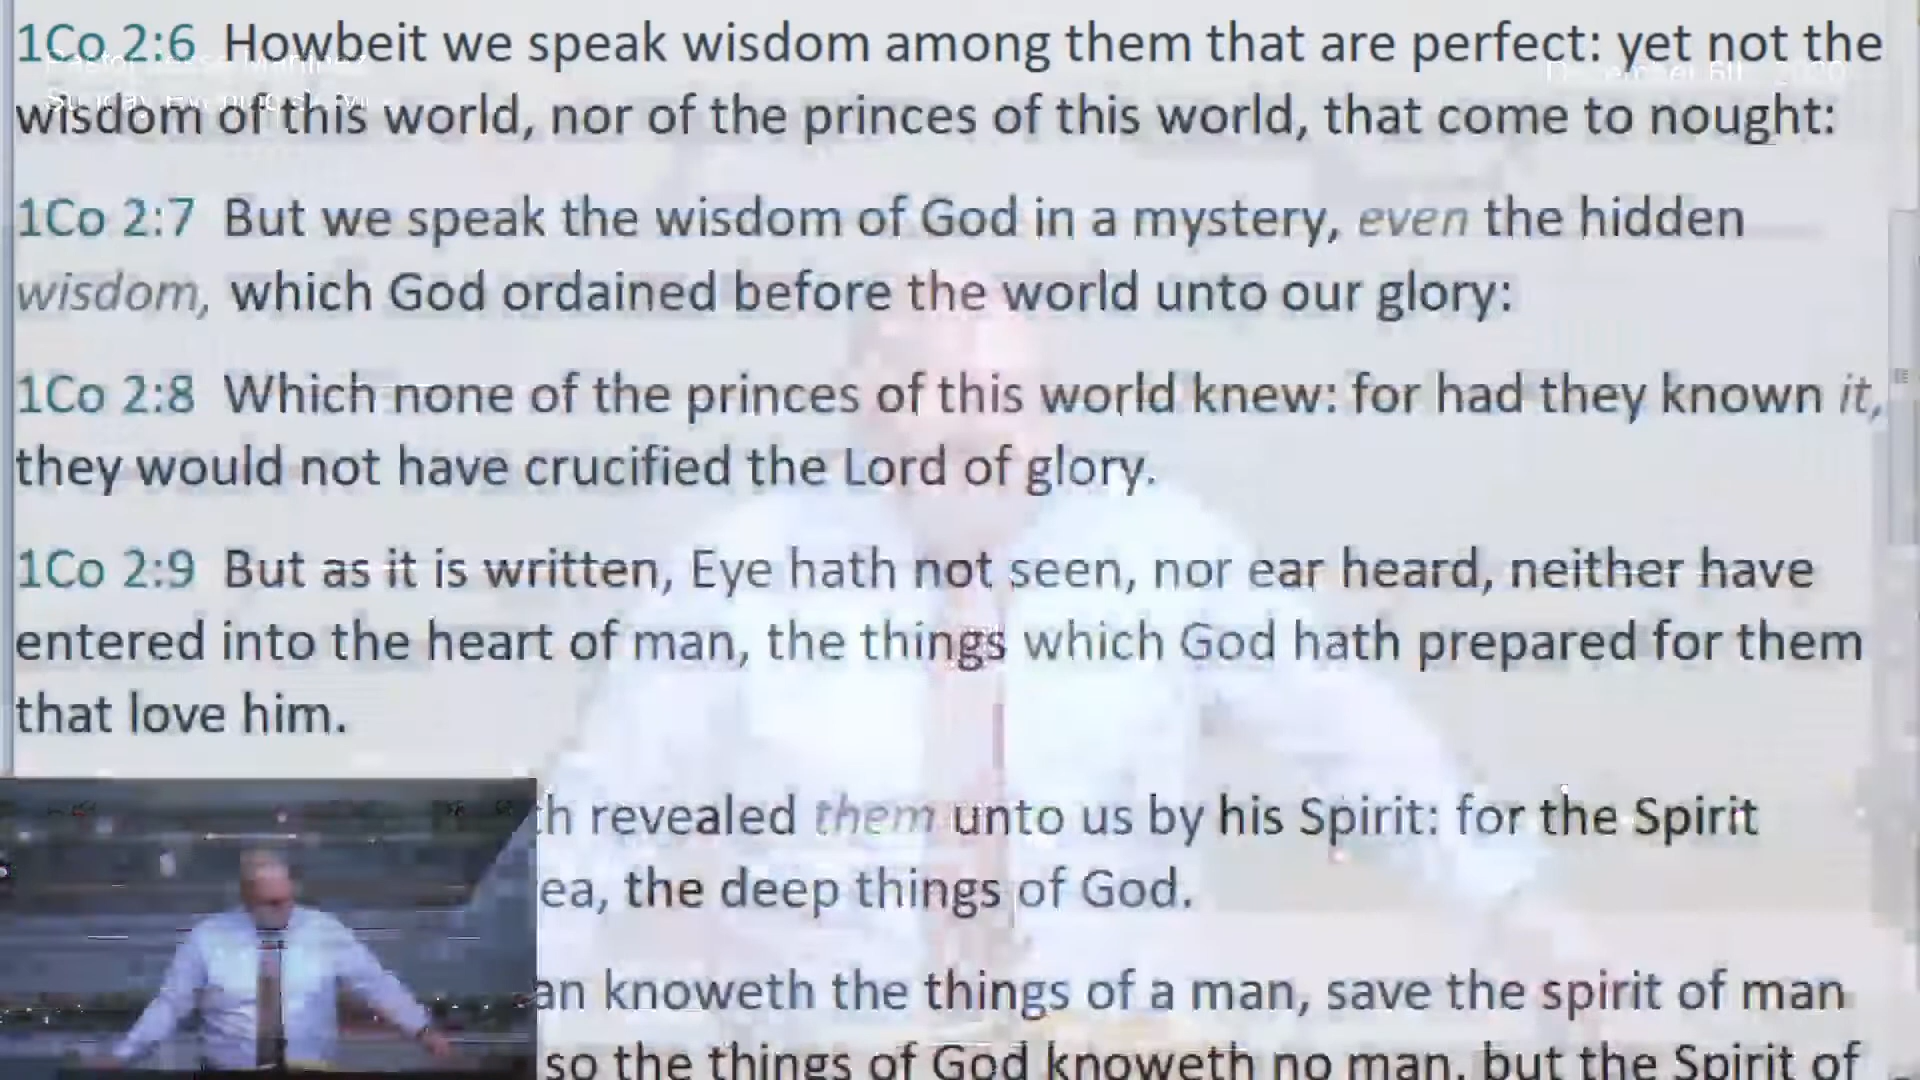 1Co 2:6 Howbeit we speak wisdom among them that are perfect: yet not the
wisdom of this world, nor of the princes of this world, that come to nought:
1Co 2:7 But we speak the wisdom of God in a mystery, even the hidden
wisdom, which God ordained before the world unto our glory:
1Co 2:8 Which none of the princes of this world knew: for had they known it,
they would not have crucified the Lord of glory.
1Co 2:9 But as it is written, Eye hath not seen, nor ear heard, neither have
entered into the heart of man, the things which God hath prepared for them
that love him.
th revealed them unto us by his Spirit: for the Spirit
ea, the deep things of God.
an knoweth the things of a man, save the spirit of man
so the things of God knoweth no man, but the Spirit of